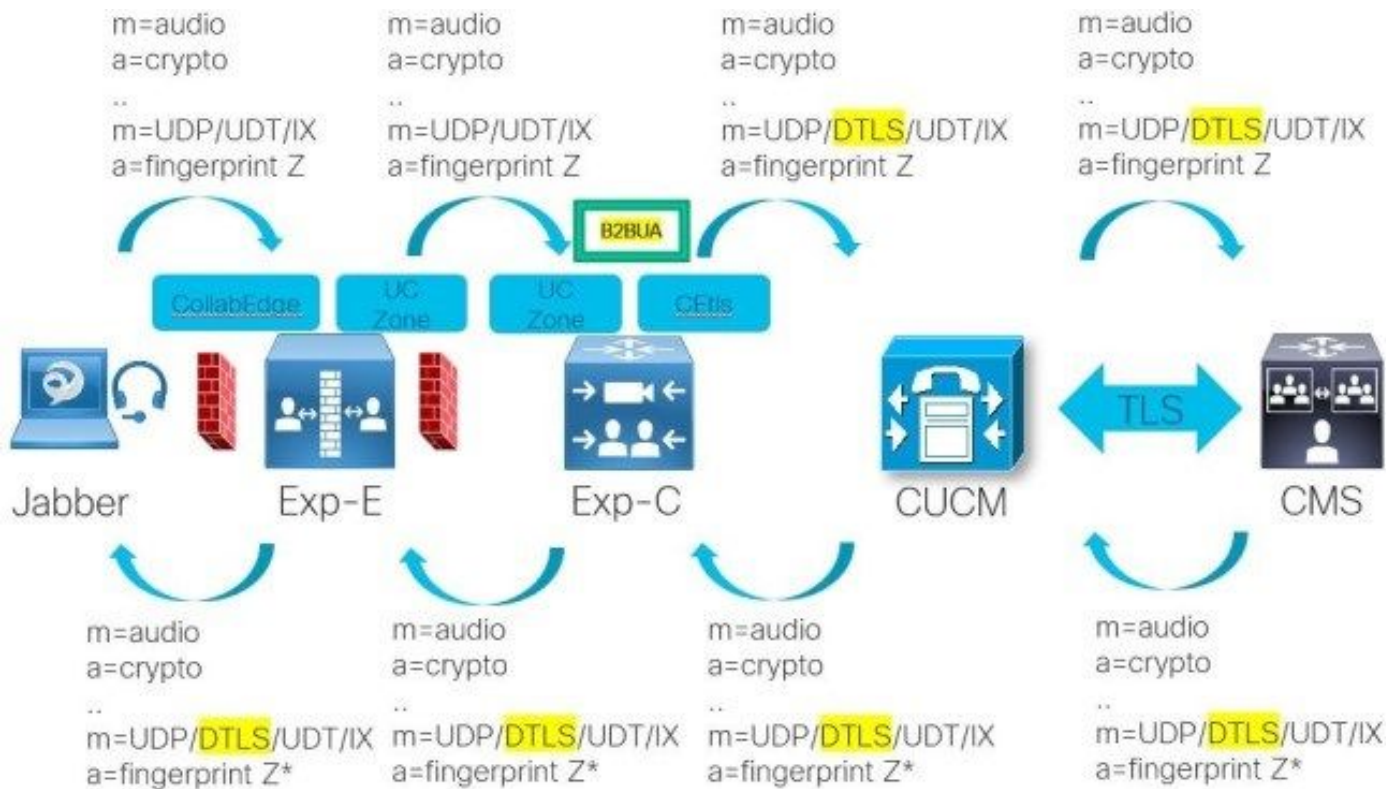 m=audio
a=crypto
..
m=UDP/UDT/IX
a=fingerprint Z
m=audio
a=crypto
..
m=UDP/UDT/IX
a=fingerprint Z
m=audio
a=crypto
..
m=UDP/DTLS/UDT/IX
a=fingerprint Z
m=audio
a=crypto
..
m=UDP/DTLS/UDT/IX
a=fingerprint Z
B2BUA
CollabEdge
UC
Zone
UC
Zone
CEtls
TLS
Jabber
Exp-E
Exp-C
CUCM
CMS
m=audio
a=crypto
..
m=UDP/DTLS/UDT/IX
a=fingerprint Z*
m=audio
a=crypto
..
m=UDP/DTLS/UDT/IX
a=fingerprint Z*
m=audio
a=crypto
..
m=UDP/DTLS/UDT/IX
a=fingerprint Z*
m=audio
a=crypto
..
m=UDP/DTLS/UDT/IX
a=fingerprint Z*